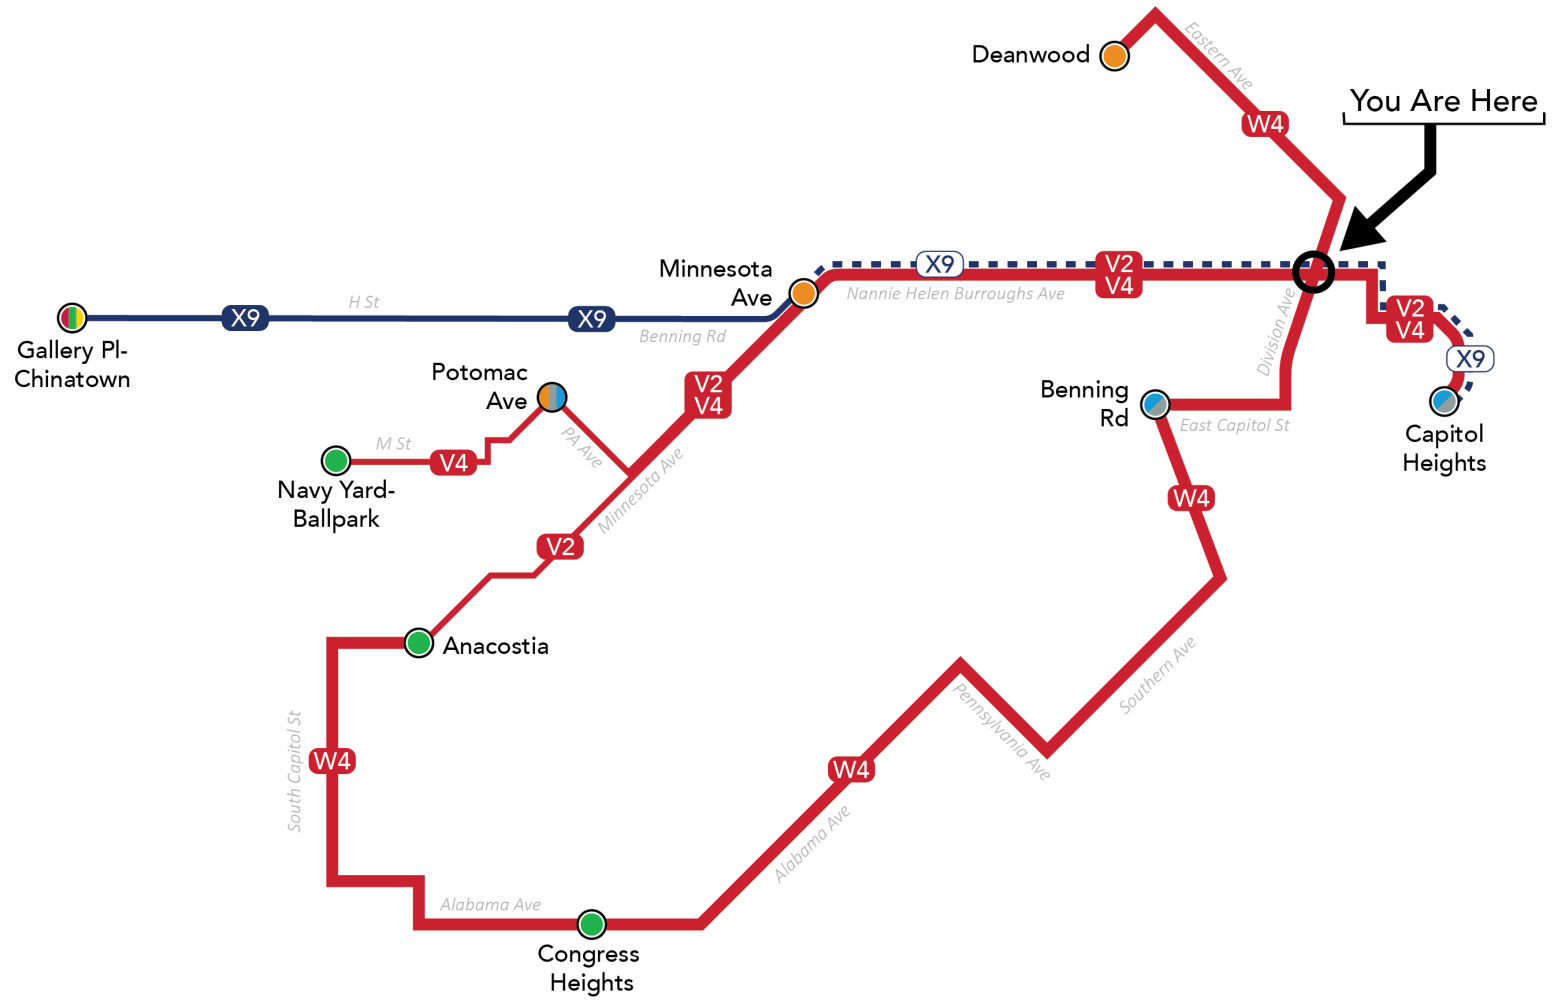 Deanwood
Eastern Ave
W4
You Are Here
Minnesota
Ave
X9
V2
V4
Nannie Helen Burroughs Ave
Gallery Pl-
Chinatown
X9
H St
X9
Benning Rd
Division Ave
V2
V4
X9
Capitol
Heights
Benning
Rd
East Capitol St
Potomac
Ave
V2
V4
PA Ave
M St
V4
Navy Yard-
Ballpark
Minnesota Ave
V2
W4
Anacostia
Southern Ave
Pennsylvania Ave
South Capitol St
W4
W4
Alabama Ave
Alabama Ave
Congress
Heights